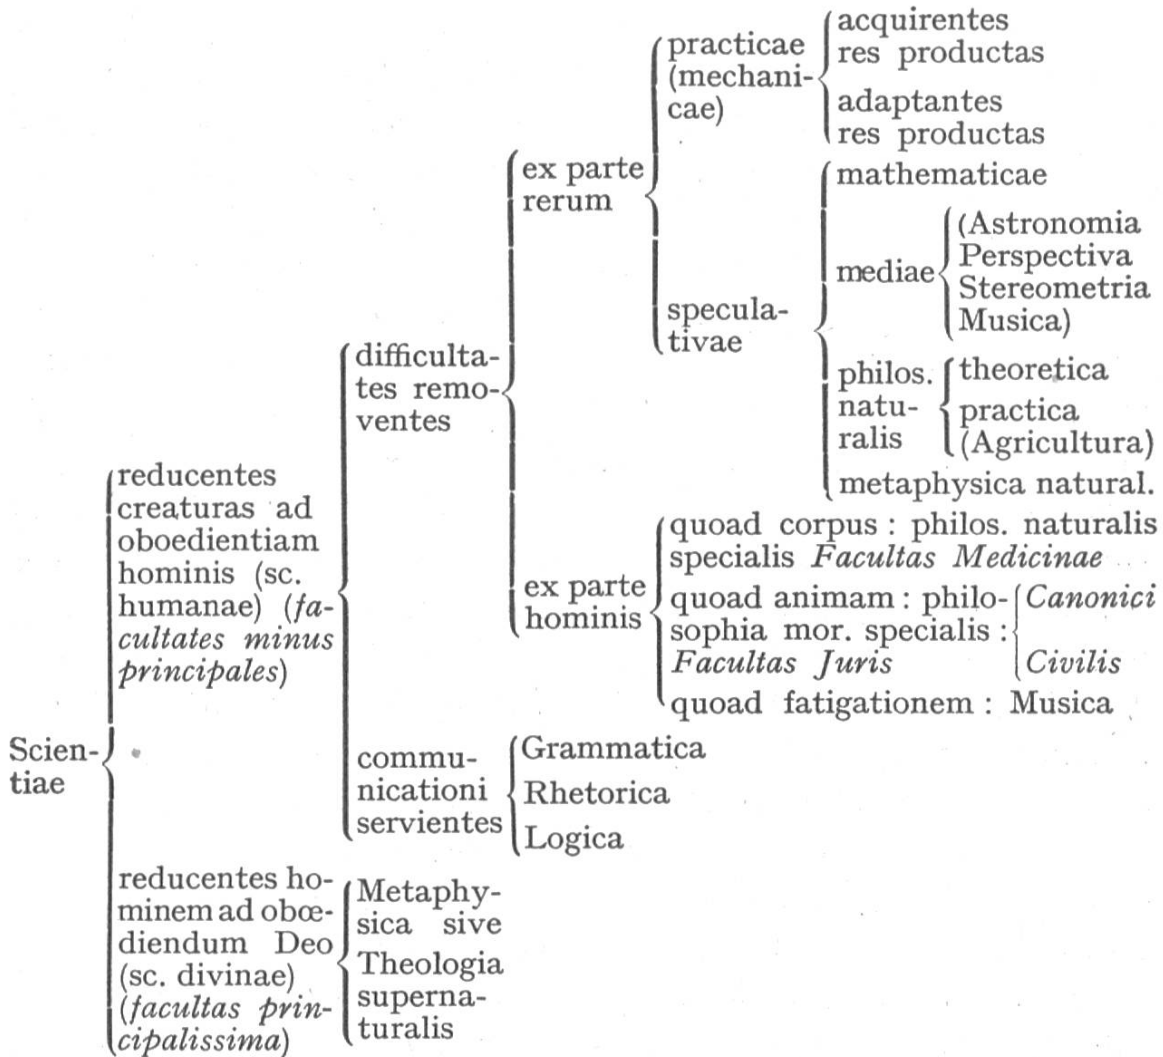 Scien-
tiae
reducentes
creaturas ad
oboedientiam
hominis (sc.
humanae) (fa-
cultates minus
principales)
difficulta-
tes remo-
ventes
ex parte
rerum
practicae
(mechani-
cae)
acquirentes
res productas
adaptantes
res productas
specula-
tivae
mathematicae
mediae
(Astronomia
Perspectiva
Stereometria
Musica)
philos.
natu-
ralis
theoretica
practica
(Agricultura)
metaphysica natural.
ex parte
hominis
quoad corpus : philos. naturalis
specialis Facultas Medicinae
quoad animam : philo-
sophia mor. specialis :
Facultas Juris
Canonici
Civilis
quoad fatigationem : Musica
commu-
nicationi
servientes
Grammatica
Rhetorica
Logica
reducentes ho-
minem ad obœ-
diendum Deo
(sc. divinae)
(facultas prin-
cipalissima)
Metaphy-
sica sive
Theologia
superna-
turalis